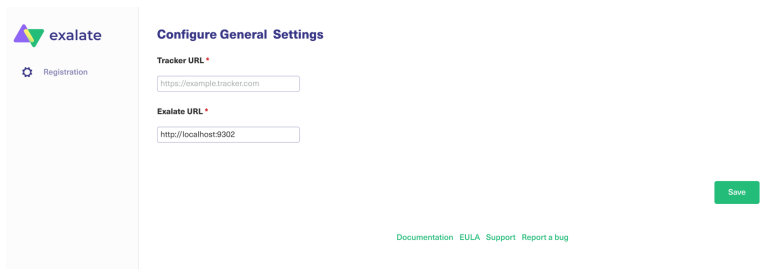 exalate
Registration
Configure General Settings
Tracker URL *
https://example.tracker.com
Exalate URL *
http://localhost:9302
Save
Documentation EULA Support Report a bug